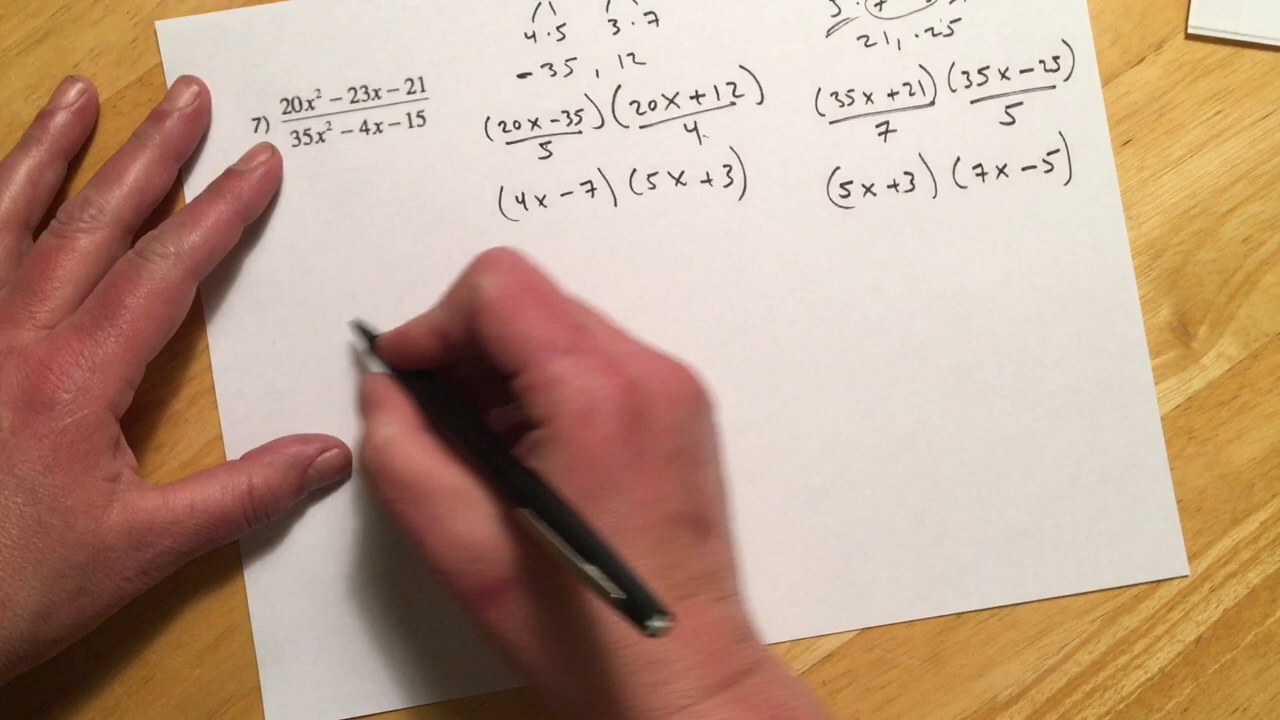 4·5 3·7
-35, 12
21, ·25
7) 20x² − 23x − 21
35x² − 4x − 15
(20x−35) (20x+12)
5 4
(4x−7) (5x+3)
(35x+21) (35x−25)
7 5
(5x+3) (7x−5)